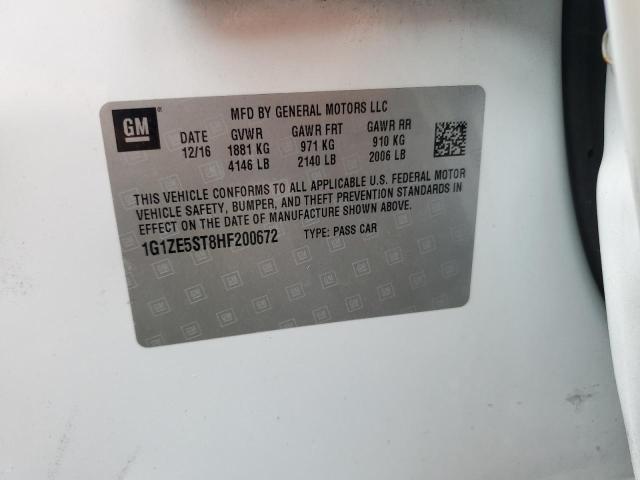 GM
MFD BY GENERAL MOTORS LLC
DATE GVWR GAWR FRT GAWR RR
12/16 1881 KG 971 KG 910 KG
4146 LB 2140 LB 2006 LB
THIS VEHICLE CONFORMS TO ALL APPLICABLE U.S. FEDERAL MOTOR
VEHICLE SAFETY, BUMPER, AND THEFT PREVENTION STANDARDS IN
EFFECT ON THE DATE OF MANUFACTURE SHOWN ABOVE.
1G1ZE5ST8HF200672 TYPE: PASS CAR